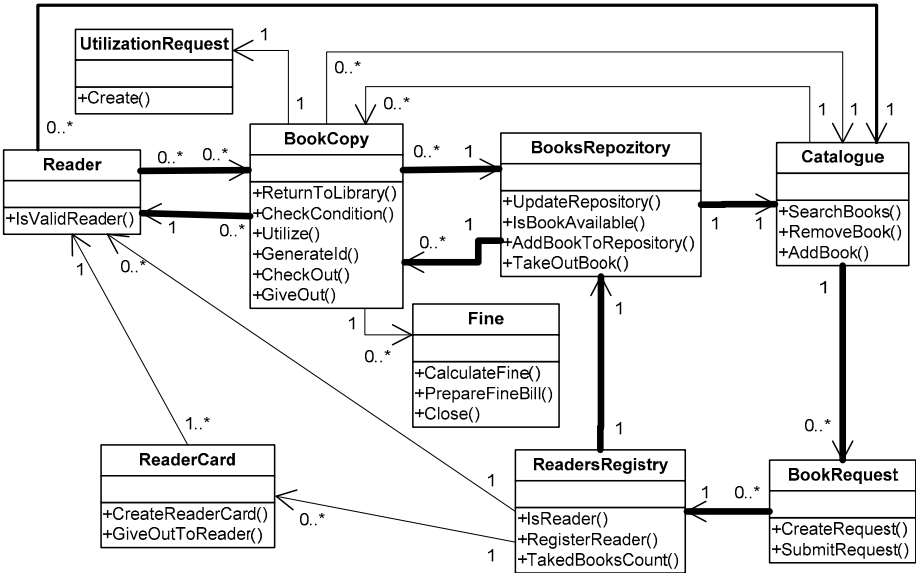 UtilizationRequest
+Create()
1
1
0..*
0..*
1
1
1
0..*
Reader
+IsValidReader()
0..*
0..*
1
0..*
BookCopy
+ReturnToLibrary()
+CheckCondition()
+Utilize()
+GenerateId()
+CheckOut()
+GiveOut()
0..*
1
1
0..*
BooksRepozitory
+UpdateRepository()
+IsBookAvailable()
+AddBookToRepository()
+TakeOutBook()
1
1
Catalogue
+SearchBooks()
+RemoveBook()
+AddBook()
1
0..*
1
0..*
1
0..*
Fine
+CalculateFine()
+PrepareFineBill()
+Close()
1
1
1..*
ReaderCard
+CreateReaderCard()
+GiveOutToReader()
0..*
1
1
ReadersRegistry
+IsReader()
+RegisterReader()
+TakedBooksCount()
1
0..*
BookRequest
+CreateRequest()
+SubmitRequest()